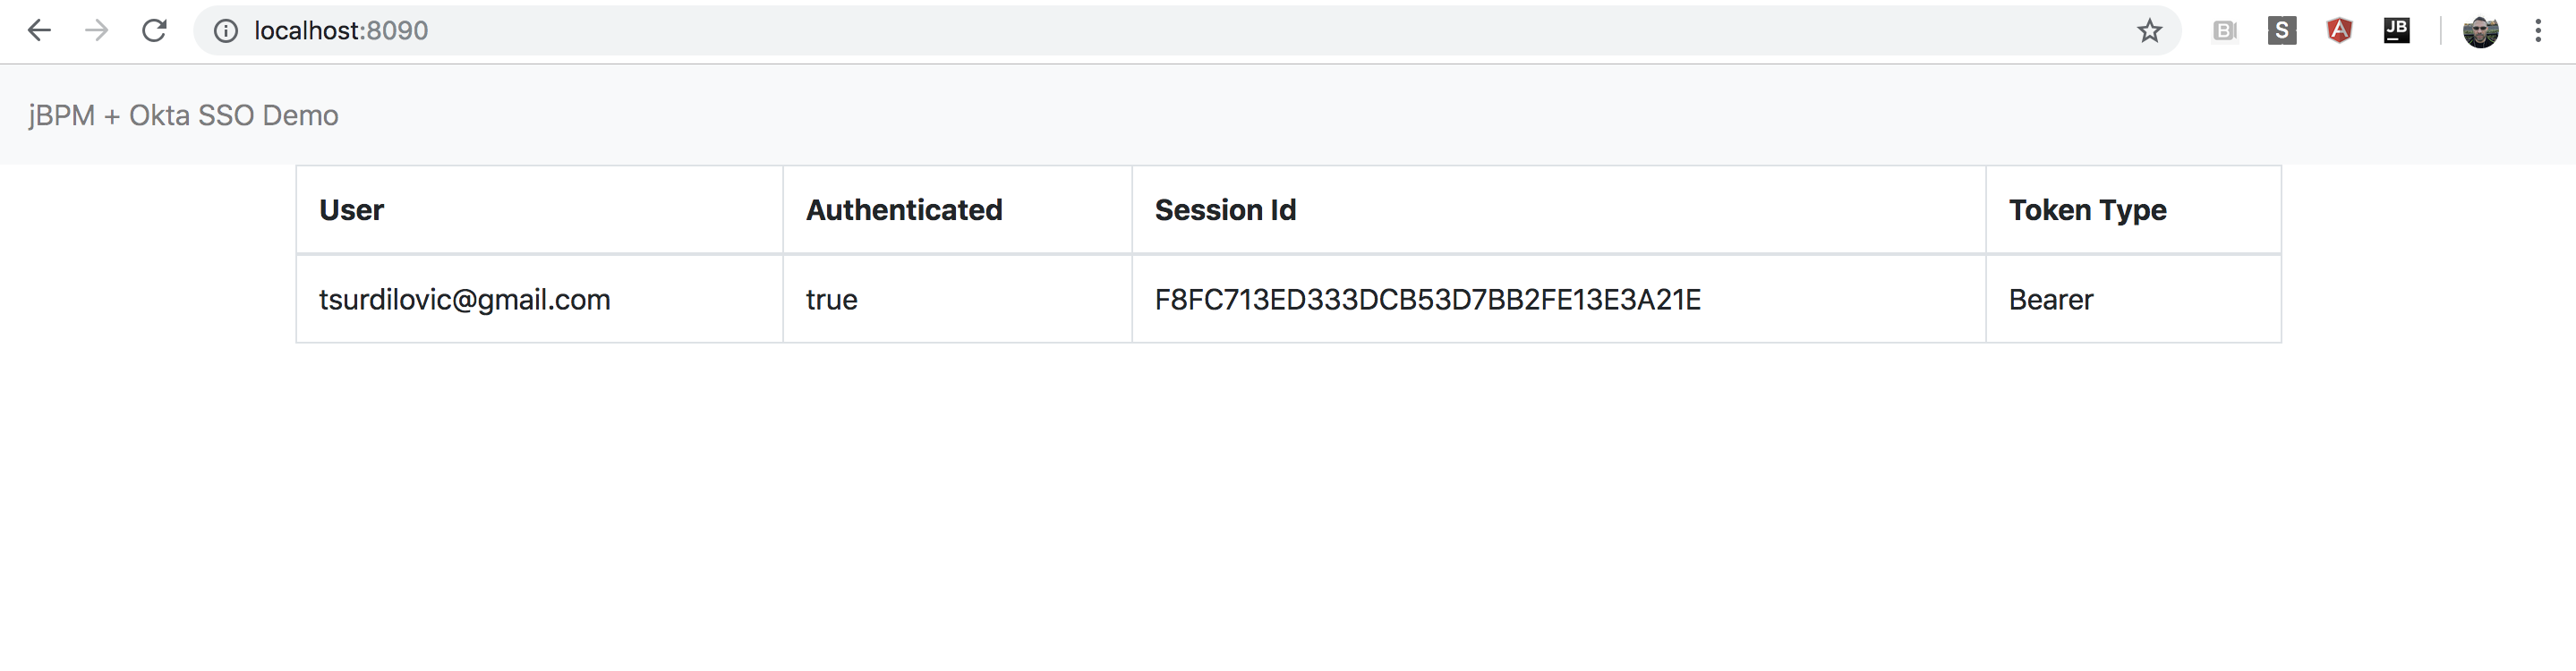 localhost:8090
B S A JB
jBPM + Okta SSO Demo
User Authenticated Session Id Token Type
tsurdilovic@gmail.com true F8FC713ED333DCB53D7BB2FE13E3A21E Bearer